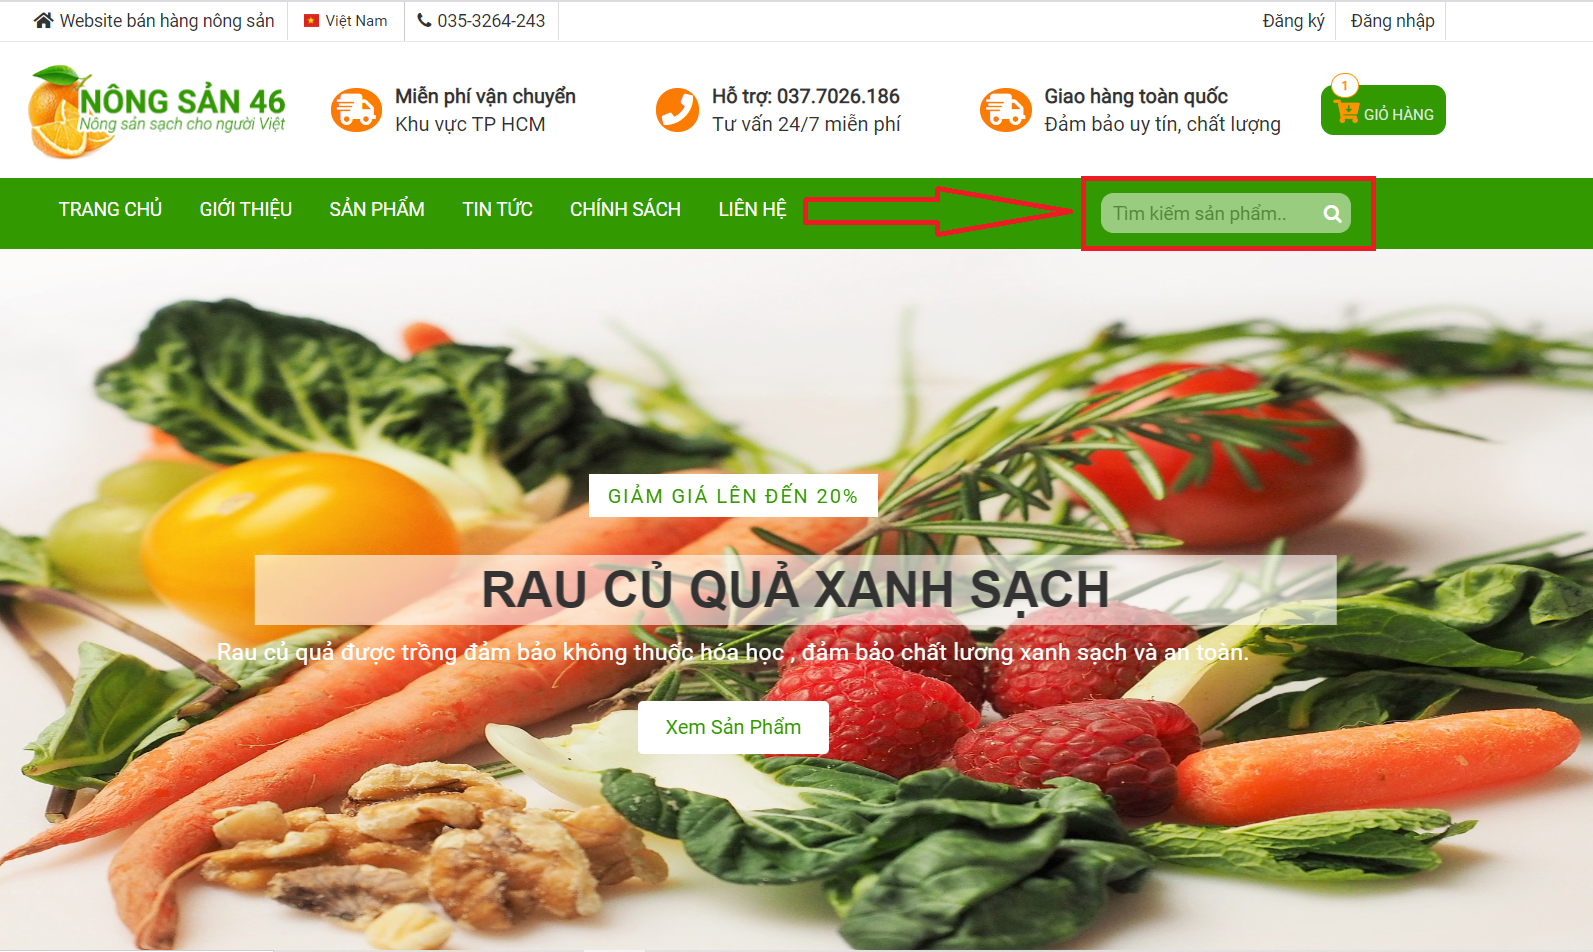 Website bán hàng nông sản
Việt Nam
035-3264-243
Đăng ký
Đăng nhập
NÔNG SẢN 46
Nông sản sạch cho người Việt
Miễn phí vận chuyển
Khu vực TP HCM
Hỗ trợ: 037.7026.186
Tư vấn 24/7 miễn phí
Giao hàng toàn quốc
Đảm bảo uy tín, chất lượng
1
GIỎ HÀNG
TRANG CHỦ
GIỚI THIỆU
SẢN PHẨM
TIN TỨC
CHÍNH SÁCH
LIÊN HỆ
Tìm kiếm sản phẩm..
GIẢM GIÁ LÊN ĐẾN 20%
RAU CỦ QUẢ XANH SẠCH
Rau củ quả được trồng đảm bảo không thuốc hóa học , đảm bảo chất lương xanh sạch và an toàn.
Xem Sản Phẩm